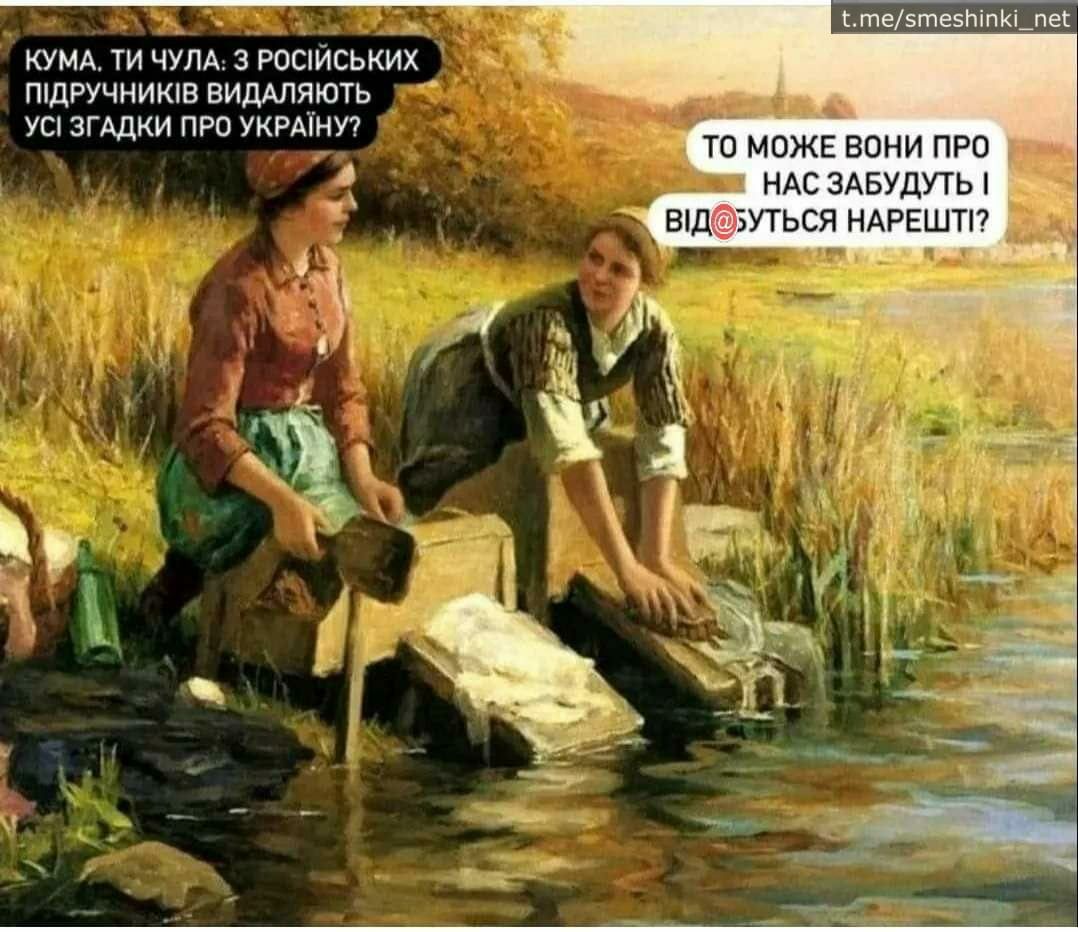 t.me/smeshinki_net
КУМА. ТИ ЧУЛА: З РОСІЙСЬКИХ
ПІДРУЧНИКІВ ВИДАЛЯЮТЬ
УСІ ЗГАДКИ ПРО УКРАЇНУ?
ТО МОЖЕ ВОНИ ПРО
НАС ЗАБУДУТЬ І
ВІД@БУТЬСЯ НАРЕШТІ?